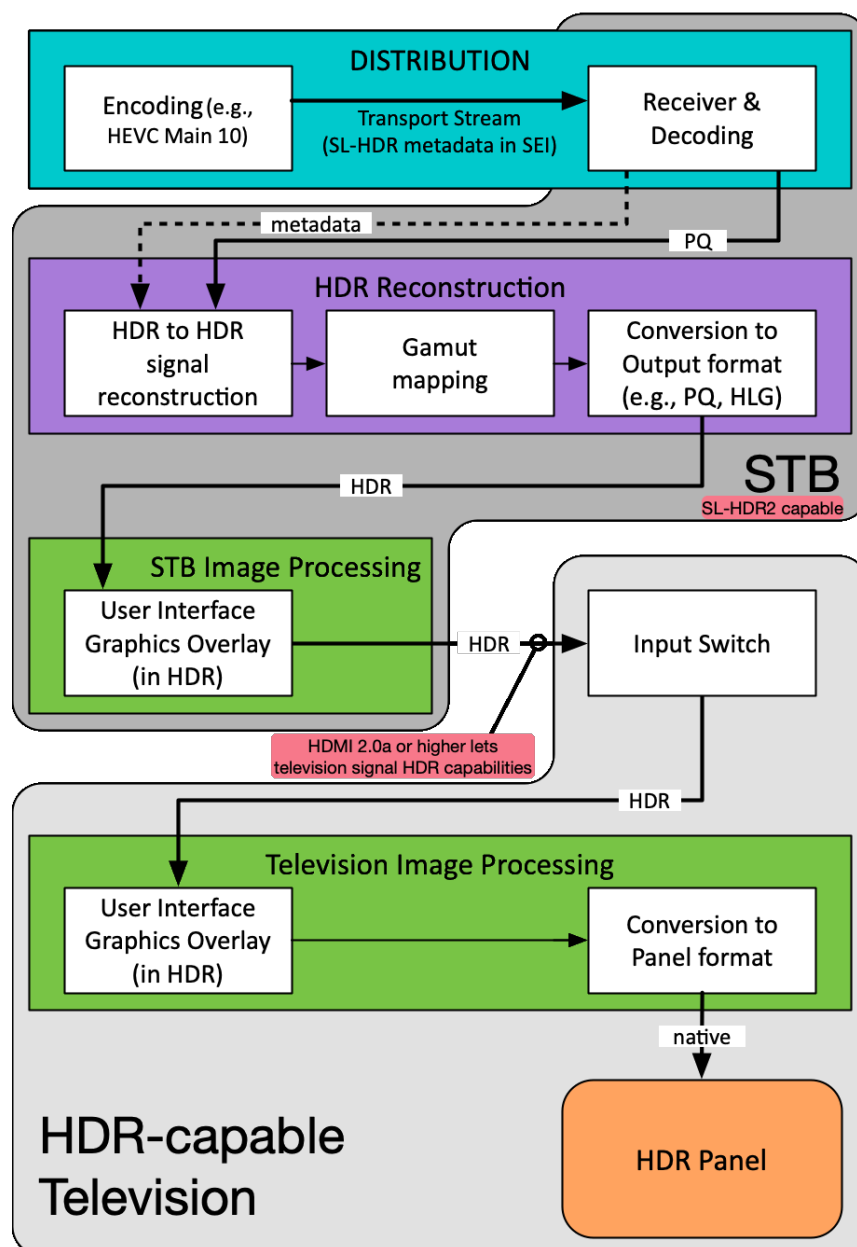 DISTRIBUTION
Encoding (e.g.,
HEVC Main 10)
Transport Stream
(SL-HDR metadata in SEI)
Receiver &
Decoding
metadata
PQ
HDR Reconstruction
HDR to HDR
signal
reconstruction
Gamut
mapping
Conversion to
Output format
(e.g., PQ, HLG)
HDR
STB
SL-HDR2 capable
STB Image Processing
User Interface
Graphics Overlay
(in HDR)
HDR
Input Switch
HDMI 2.0a or higher lets
television signal HDR capabilities
HDR
Television Image Processing
User Interface
Graphics Overlay
(in HDR)
Conversion to
Panel format
native
HDR-capable
Television
HDR Panel